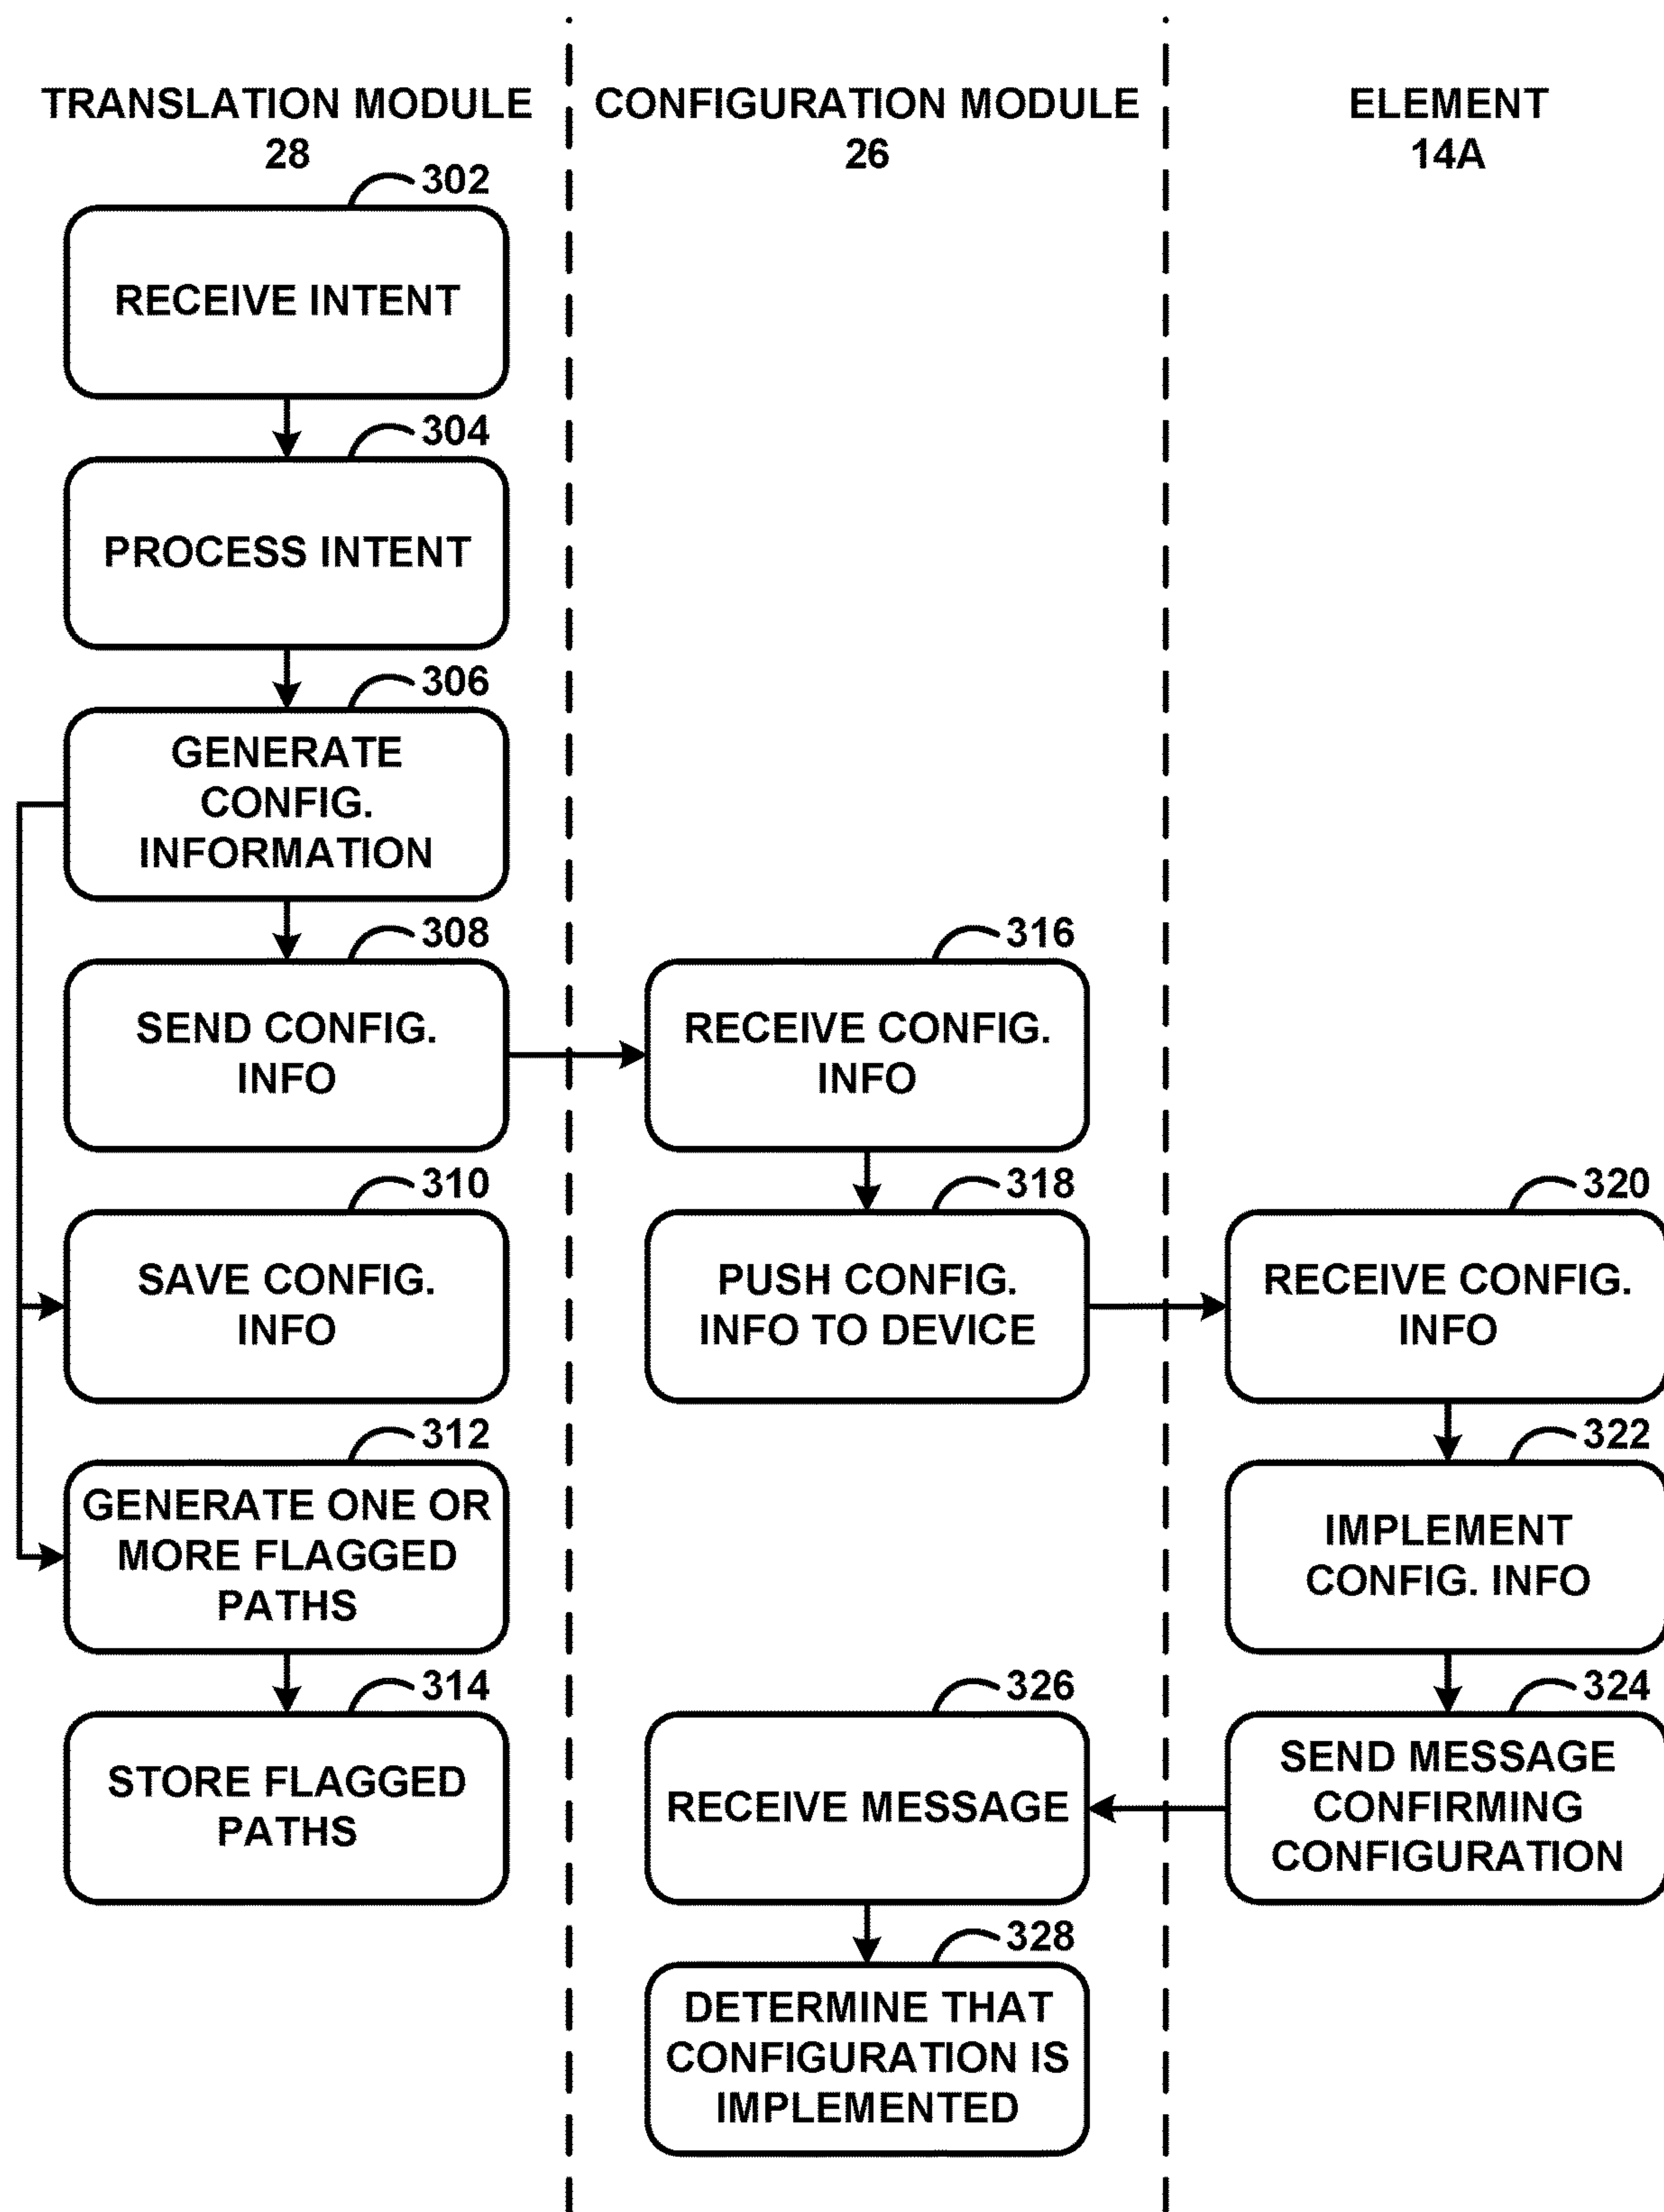 TRANSLATION MODULE
28
302
RECEIVE INTENT
304
PROCESS INTENT
306
GENERATE
CONFIG.
INFORMATION
308
SEND CONFIG.
INFO
310
SAVE CONFIG.
INFO
312
GENERATE ONE OR
MORE FLAGGED
PATHS
314
STORE FLAGGED
PATHS
CONFIGURATION MODULE
26
316
RECEIVE CONFIG.
INFO
318
PUSH CONFIG.
INFO TO DEVICE
326
RECEIVE MESSAGE
328
DETERMINE THAT
CONFIGURATION IS
IMPLEMENTED
ELEMENT
14A
320
RECEIVE CONFIG.
INFO
322
IMPLEMENT
CONFIG. INFO
324
SEND MESSAGE
CONFIRMING
CONFIGURATION